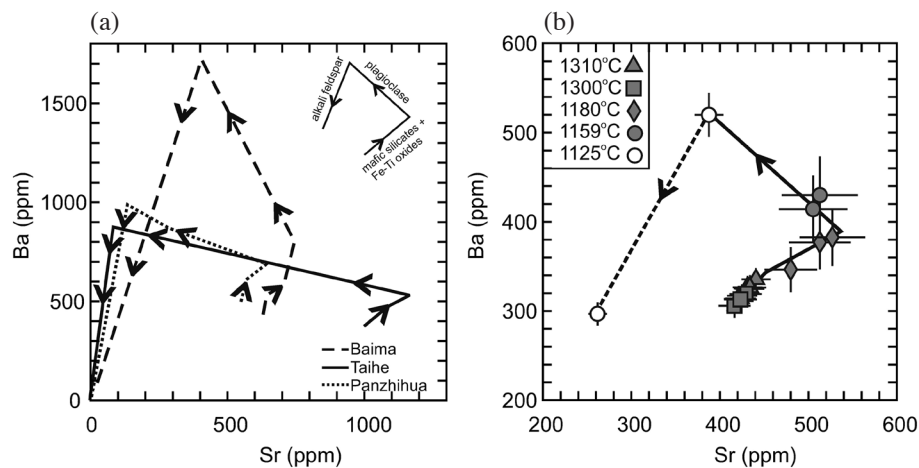 (a)
1500
1000
500
0
Ba (ppm)
0
500
1000
Sr (ppm)
alkali feldspar
plagioclase
mafic silicates +
Fe-Ti oxides
Baima
Taihe
Panzhihua
(b)
600
500
400
300
200
Ba (ppm)
200
300
400
500
600
Sr (ppm)
1310°C
1300°C
1180°C
1159°C
1125°C